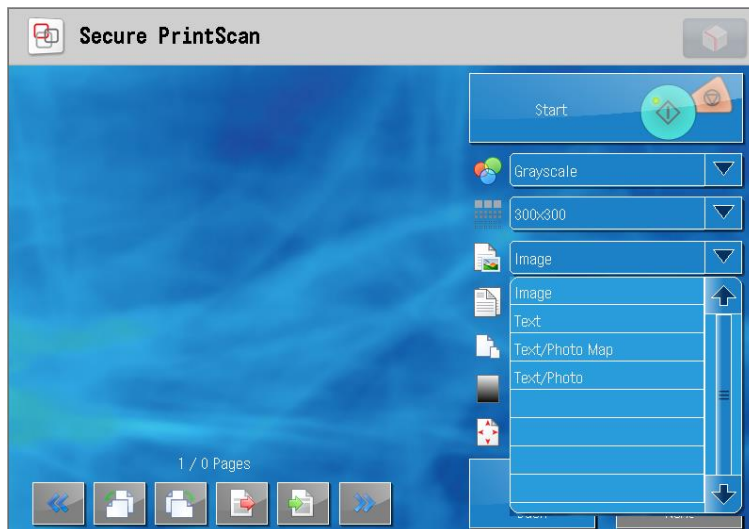 Secure PrintScan
Start
Grayscale
300x300
Image
Image
Text
Text/Photo Map
Text/Photo
1 / 0 Pages